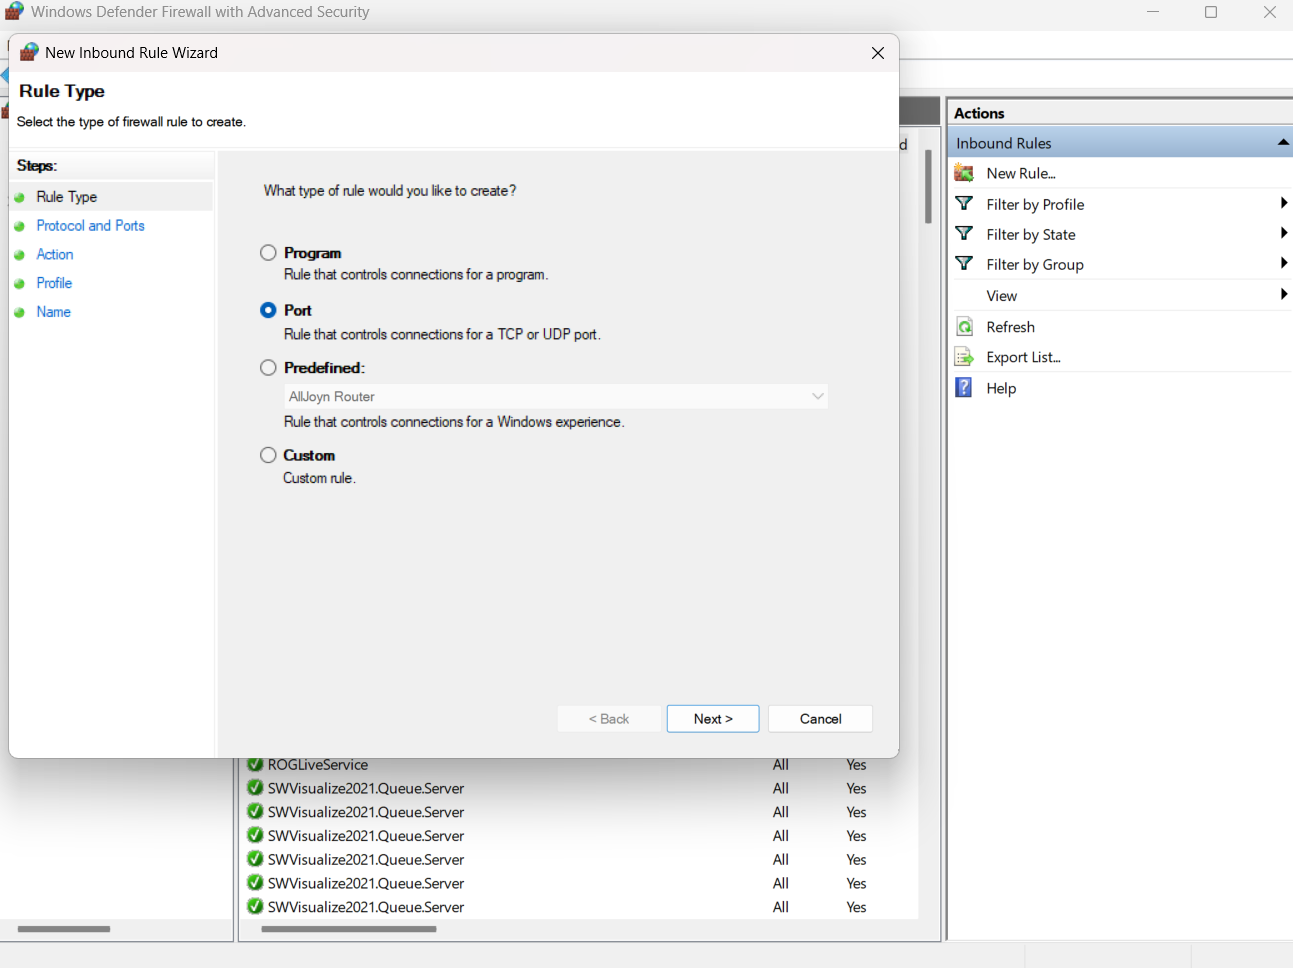 Windows Defender Firewall with Advanced Security
New Inbound Rule Wizard
Rule Type
Select the type of firewall rule to create.
Steps:
Rule Type
Protocol and Ports
Action
Profile
Name
What type of rule would you like to create?
Program
Rule that controls connections for a program.
Port
Rule that controls connections for a TCP or UDP port.
Predefined:
AllJoyn Router
Rule that controls connections for a Windows experience.
Custom
Custom rule.
< Back
Next >
Cancel
ROGLiveService All Yes
SWVisualize2021.Queue.Server All Yes
SWVisualize2021.Queue.Server All Yes
SWVisualize2021.Queue.Server All Yes
SWVisualize2021.Queue.Server All Yes
SWVisualize2021.Queue.Server All Yes
SWVisualize2021.Queue.Server All Yes
d
Actions
Inbound Rules
New Rule...
Filter by Profile
Filter by State
Filter by Group
View
Refresh
Export List...
Help